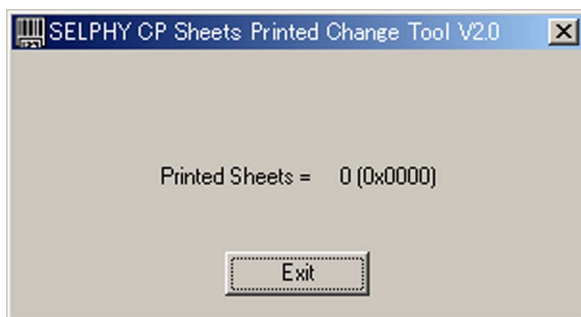 SELPHY CP Sheets Printed Change Tool V2.0
Printed Sheets = 0 (0x0000)
Exit